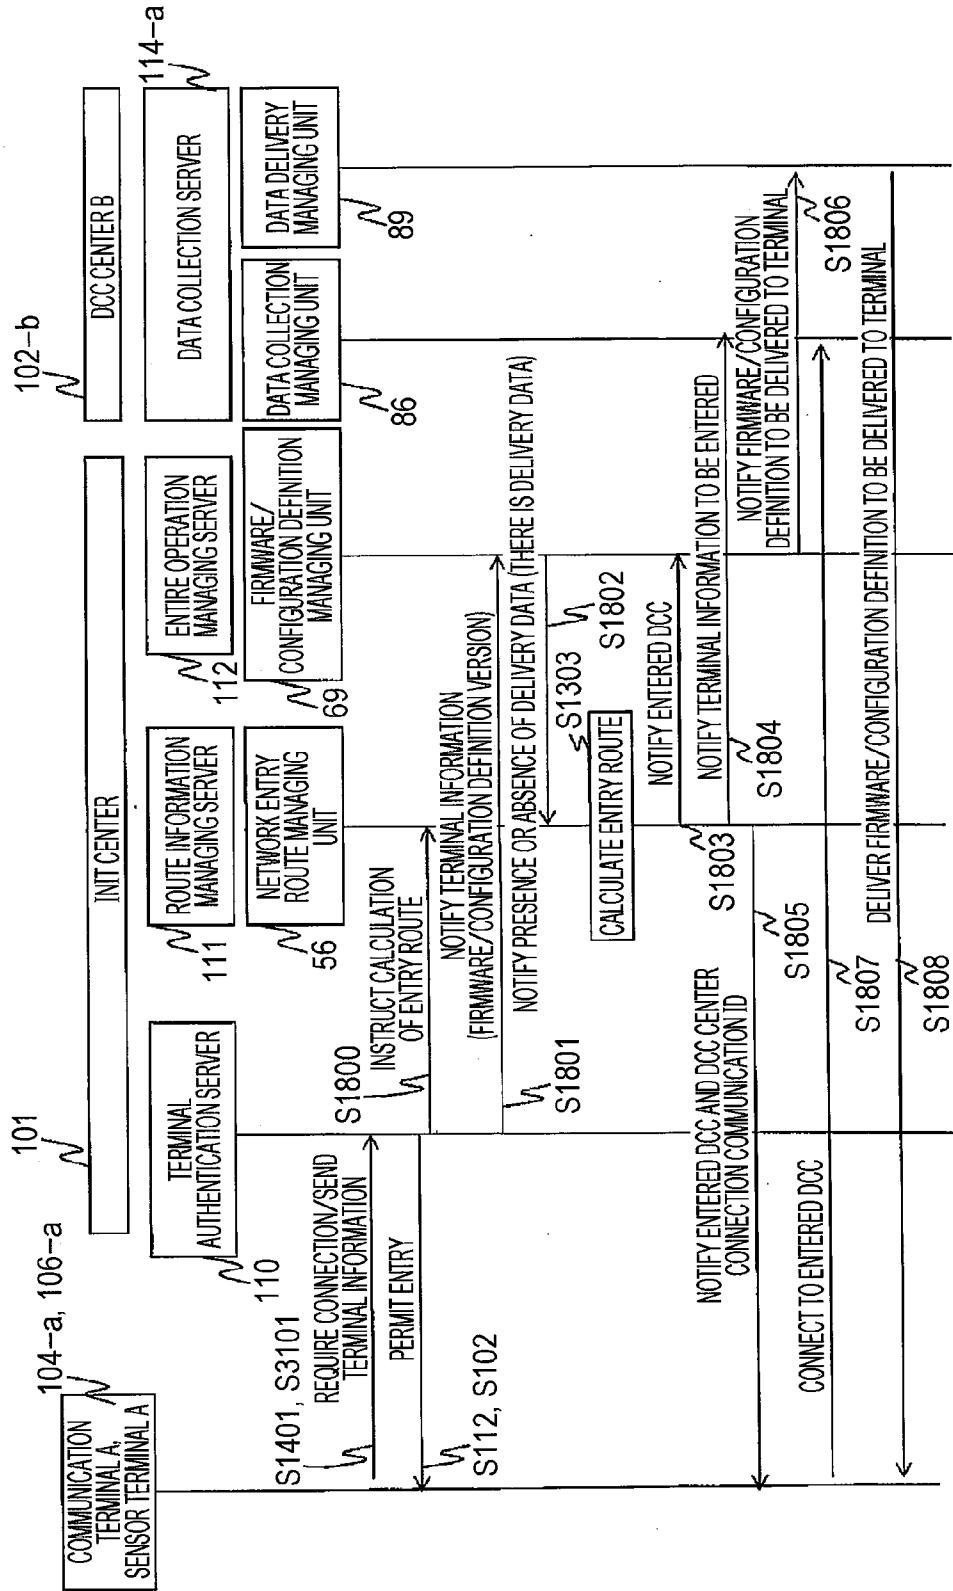 104-a, 106-a
COMMUNICATION
TERMINAL A,
SENSOR TERMINAL A
101
INIT CENTER
102-b
DCC CENTER B
110
TERMINAL
AUTHENTICATION SERVER
111
ROUTE INFORMATION
MANAGING SERVER
112
ENTIRE OPERATION
MANAGING SERVER
114-a
DATA COLLECTION SERVER
56
NETWORK ENTRY
ROUTE MANAGING
UNIT
69
FIRMWARE/
CONFIGURATION DEFINITION
MANAGING UNIT
86
DATA COLLECTION
MANAGING UNIT
89
DATA DELIVERY
MANAGING UNIT
S1401, S3101
REQUIRE CONNECTION/SEND
TERMINAL INFORMATION
PERMIT ENTRY
S112, S102
S1800
INSTRUCT CALCULATION
OF ENTRY ROUTE
NOTIFY TERMINAL INFORMATION
(FIRMWARE/CONFIGURATION DEFINITION VERSION)
S1801
NOTIFY PRESENCE OR ABSENCE OF DELIVERY DATA (THERE IS DELIVERY DATA)
S1802
S1303
CALCULATE ENTRY ROUTE
NOTIFY ENTERED DCC
S1803
NOTIFY TERMINAL INFORMATION TO BE ENTERED
S1804
NOTIFY ENTERED DCC AND DCC CENTER
CONNECTION COMMUNICATION ID
S1805
NOTIFY FIRMWARE/CONFIGURATION
DEFINITION TO BE DELIVERED TO TERMINAL
S1806
CONNECT TO ENTERED DCC
S1807
DELIVER FIRMWARE/CONFIGURATION DEFINITION TO BE DELIVERED TO TERMINAL
S1808